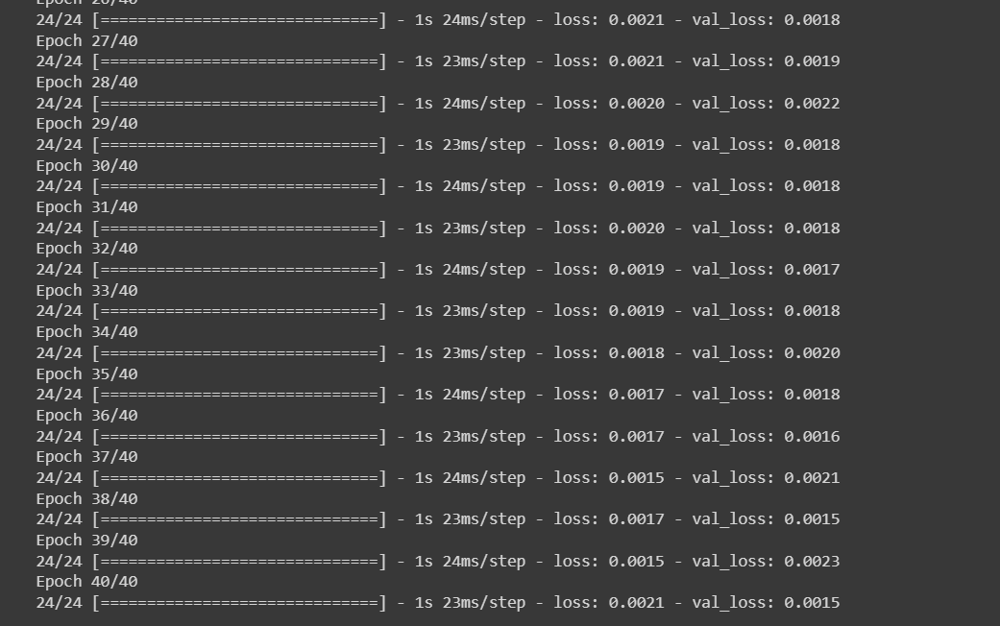 Epoch 26/40
24/24 [==============================] - 1s 24ms/step - loss: 0.0021 - val_loss: 0.0018
Epoch 27/40
24/24 [==============================] - 1s 23ms/step - loss: 0.0021 - val_loss: 0.0019
Epoch 28/40
24/24 [==============================] - 1s 24ms/step - loss: 0.0020 - val_loss: 0.0022
Epoch 29/40
24/24 [==============================] - 1s 23ms/step - loss: 0.0019 - val_loss: 0.0018
Epoch 30/40
24/24 [==============================] - 1s 24ms/step - loss: 0.0019 - val_loss: 0.0018
Epoch 31/40
24/24 [==============================] - 1s 23ms/step - loss: 0.0020 - val_loss: 0.0018
Epoch 32/40
24/24 [==============================] - 1s 24ms/step - loss: 0.0019 - val_loss: 0.0017
Epoch 33/40
24/24 [==============================] - 1s 23ms/step - loss: 0.0019 - val_loss: 0.0018
Epoch 34/40
24/24 [==============================] - 1s 23ms/step - loss: 0.0018 - val_loss: 0.0020
Epoch 35/40
24/24 [==============================] - 1s 24ms/step - loss: 0.0017 - val_loss: 0.0018
Epoch 36/40
24/24 [==============================] - 1s 23ms/step - loss: 0.0017 - val_loss: 0.0016
Epoch 37/40
24/24 [==============================] - 1s 24ms/step - loss: 0.0015 - val_loss: 0.0021
Epoch 38/40
24/24 [==============================] - 1s 23ms/step - loss: 0.0017 - val_loss: 0.0015
Epoch 39/40
24/24 [==============================] - 1s 24ms/step - loss: 0.0015 - val_loss: 0.0023
Epoch 40/40
24/24 [==============================] - 1s 23ms/step - loss: 0.0021 - val_loss: 0.0015